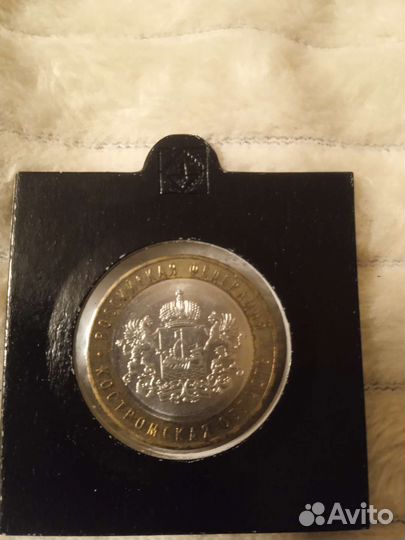 РОССИЙСКАЯ ФЕДЕРАЦИЯ
КОСТРОМСКАЯ ОБЛАСТЬ
Avito